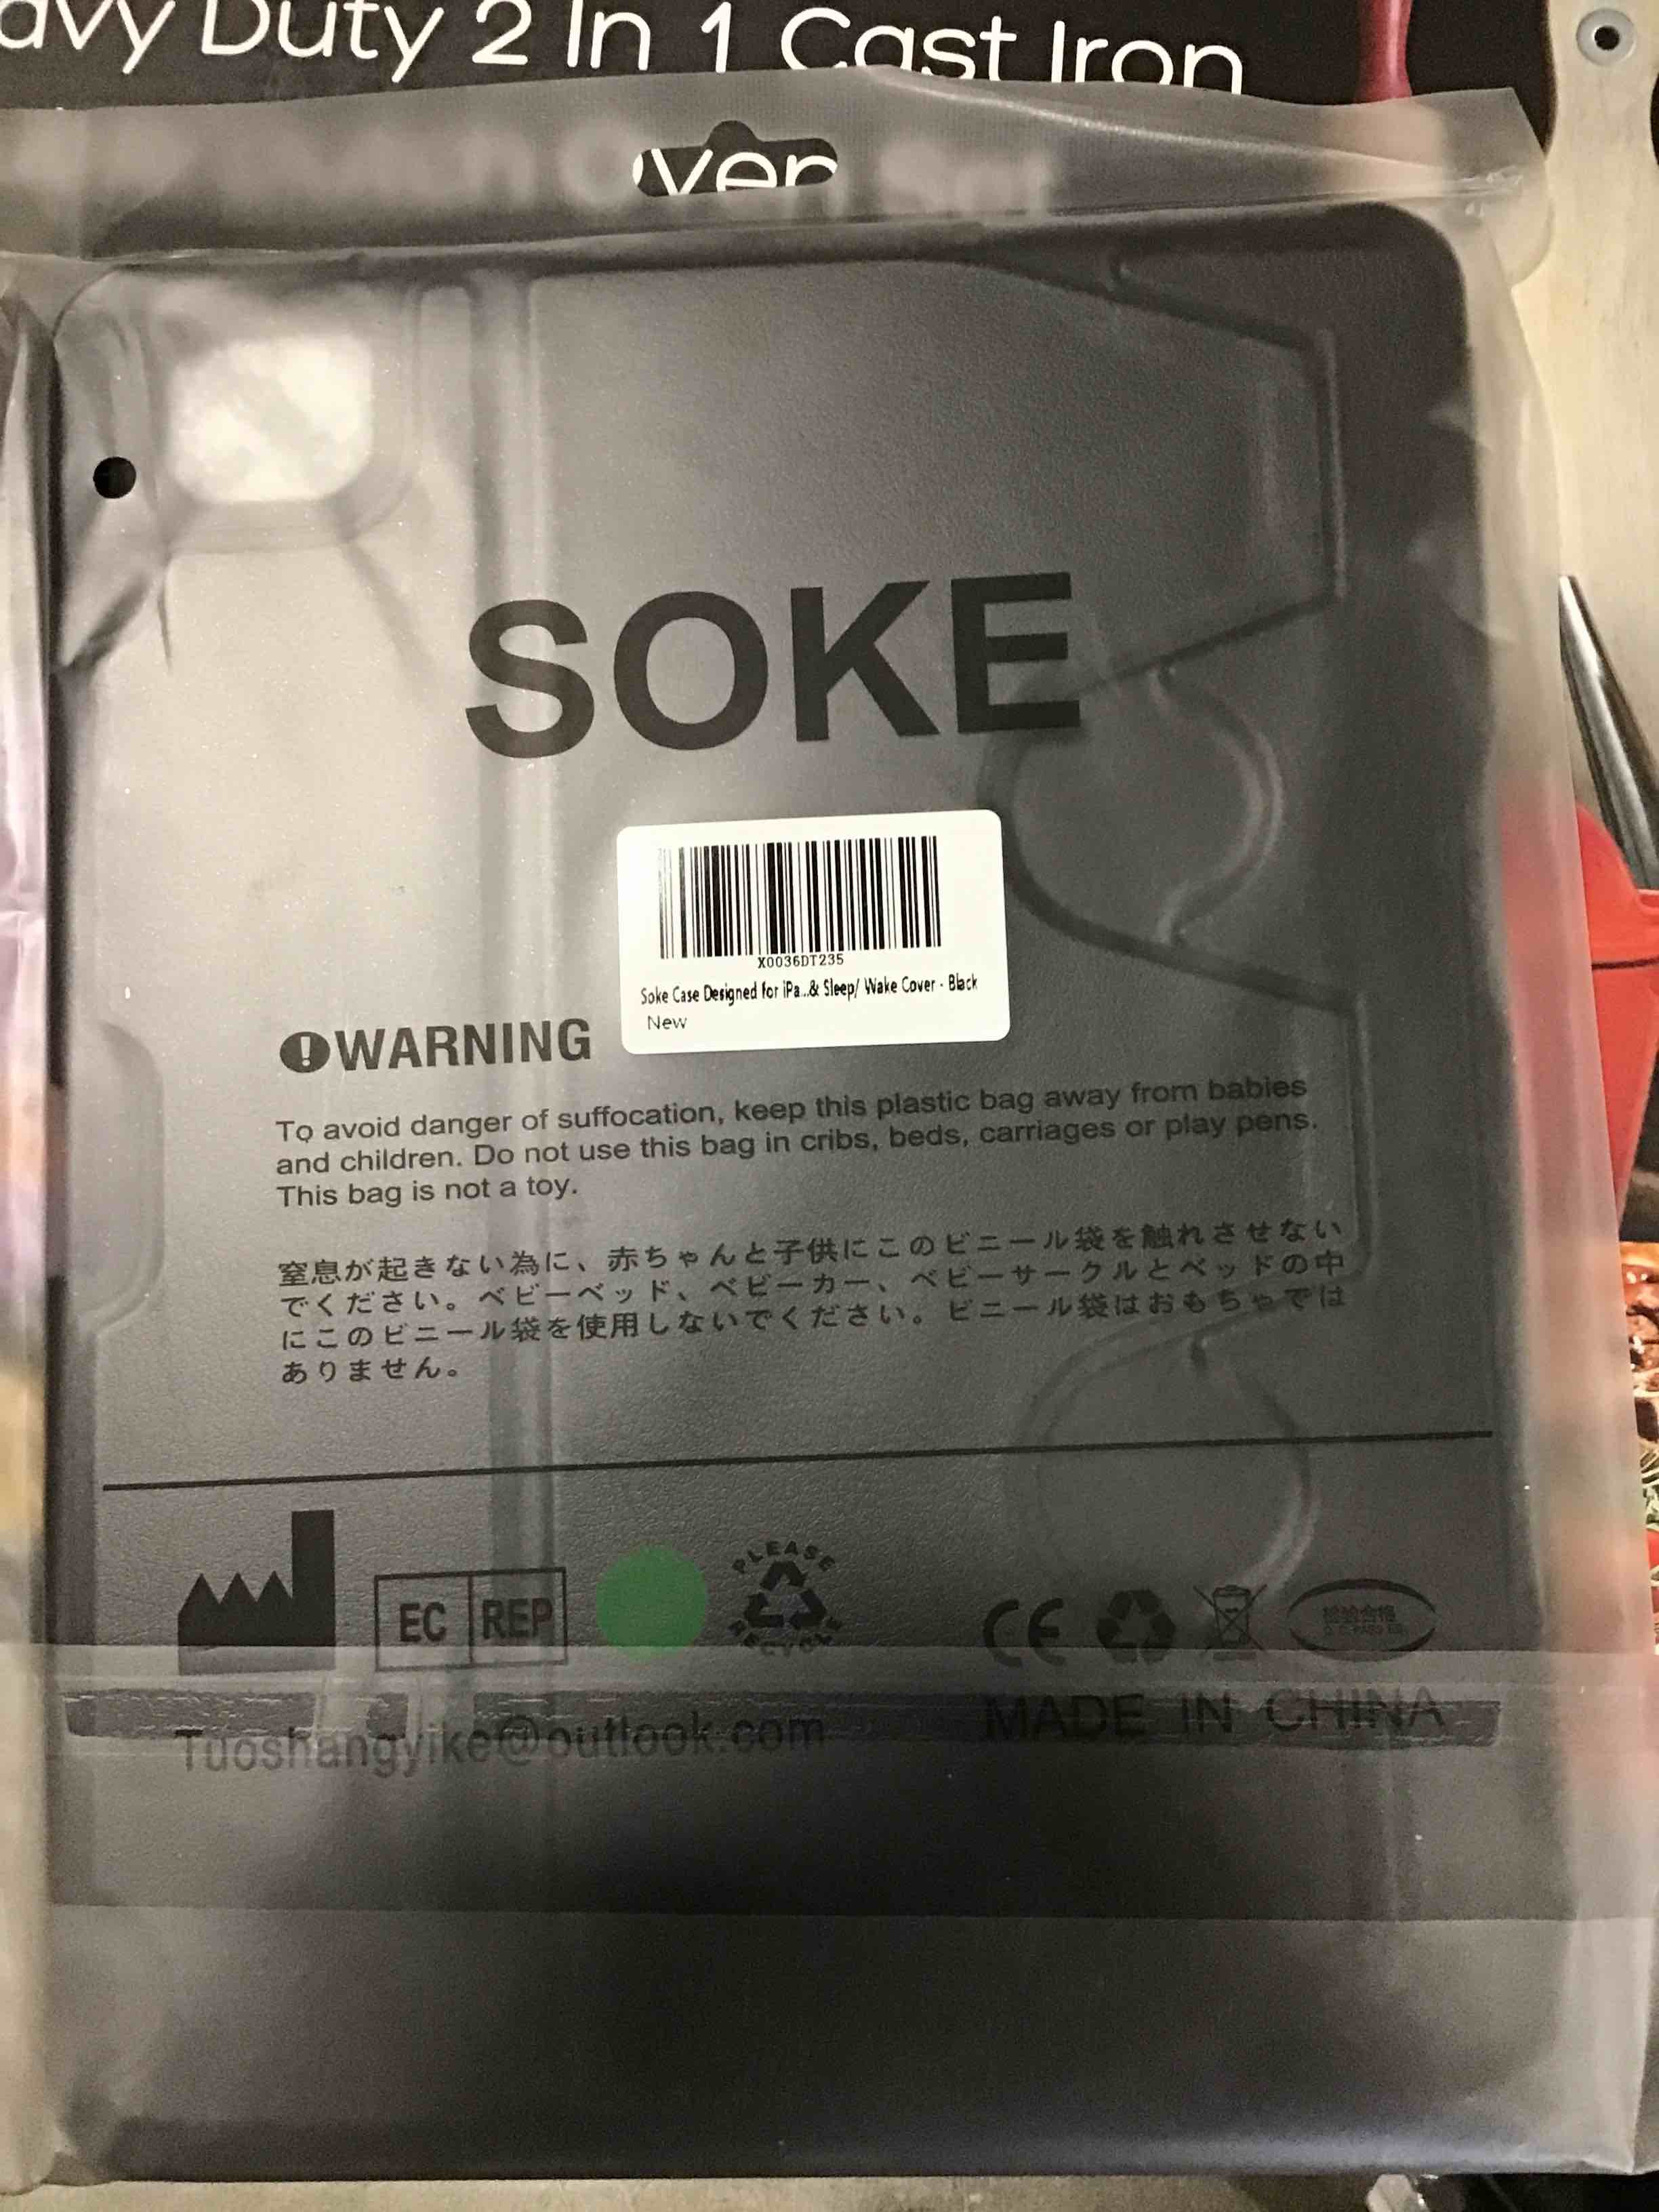 avy Duty 2 In 1 Cast Iron
Oven Set
SOKE
X0036DT235
Soke Case Designed for iPa...& Sleep/ Wake Cover - Black
New
WARNING
To avoid danger of suffocation, keep this plastic bag away from babies
and children. Do not use this bag in cribs, beds, carriages or play pens.
This bag is not a toy.
窒息が起きない為に、赤ちゃんと子供にこのビニール袋を触れさせない
でください。ベビーベッド、ベビーカー、ベビーサークルとベッドの中
にこのビニール袋を使用しないでください。ビニール袋はおもちゃでは
ありません。
EC REP
PLEASE
RECYCLE
CE
检验合格
Tuoshangyike@outlook.com
MADE IN CHINA